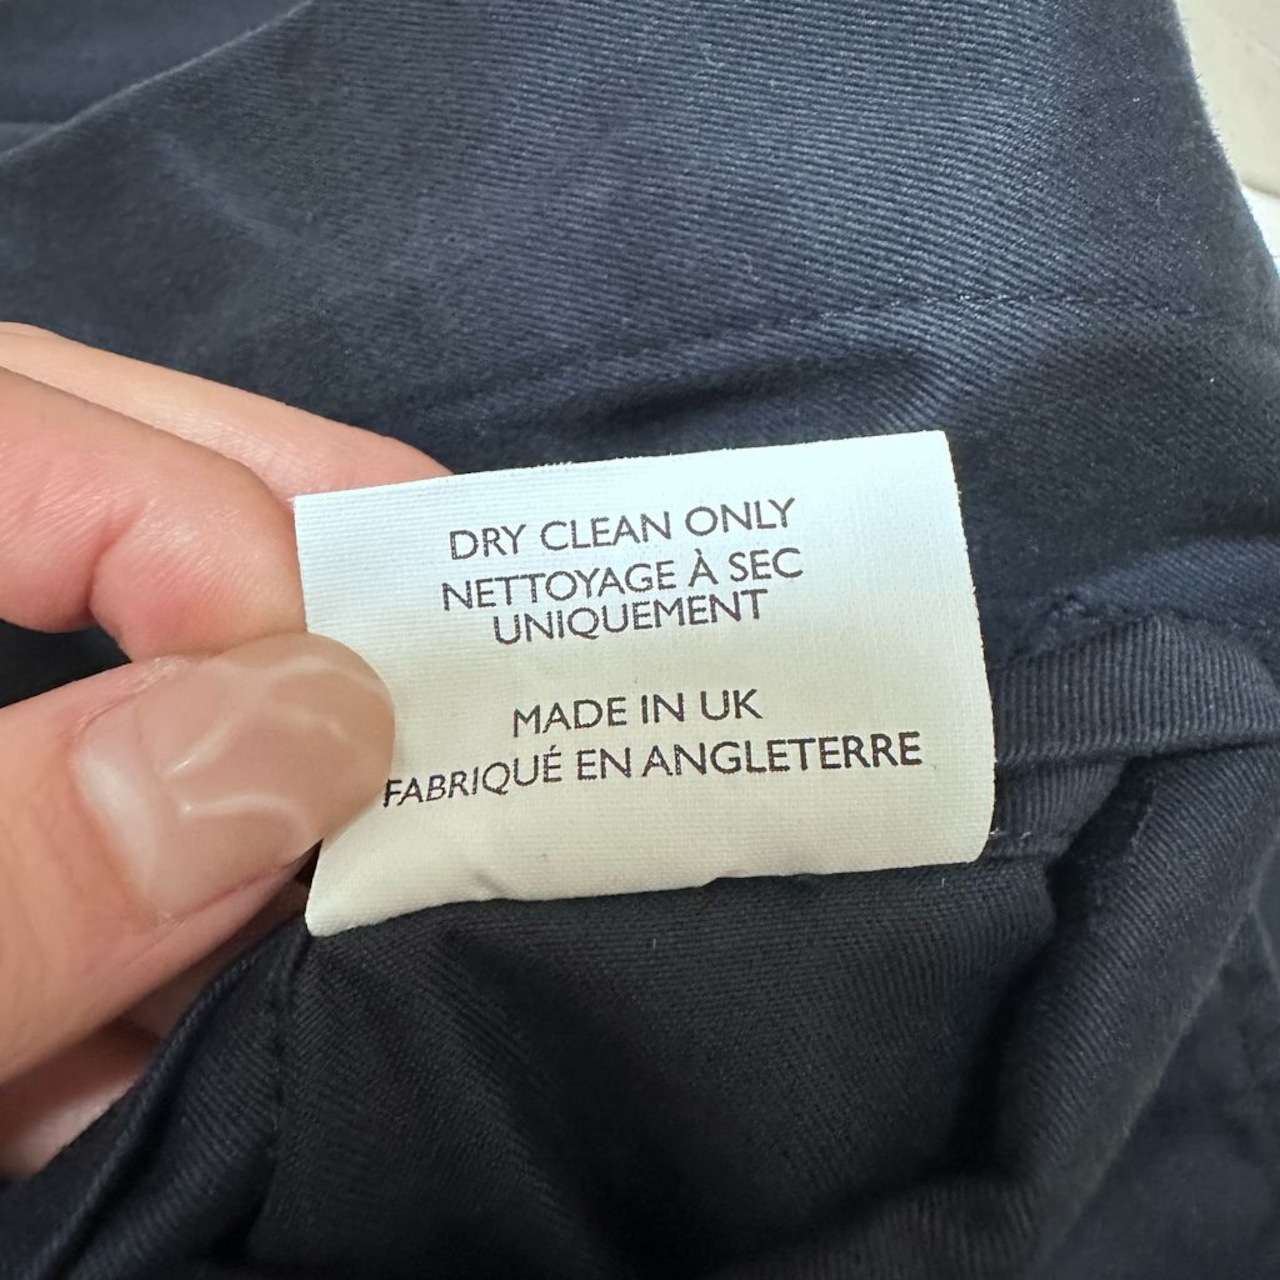 DRY CLEAN ONLY
NETTOYAGE À SEC
UNIQUEMENT
MADE IN UK
FABRIQUÉ EN ANGLETERRE